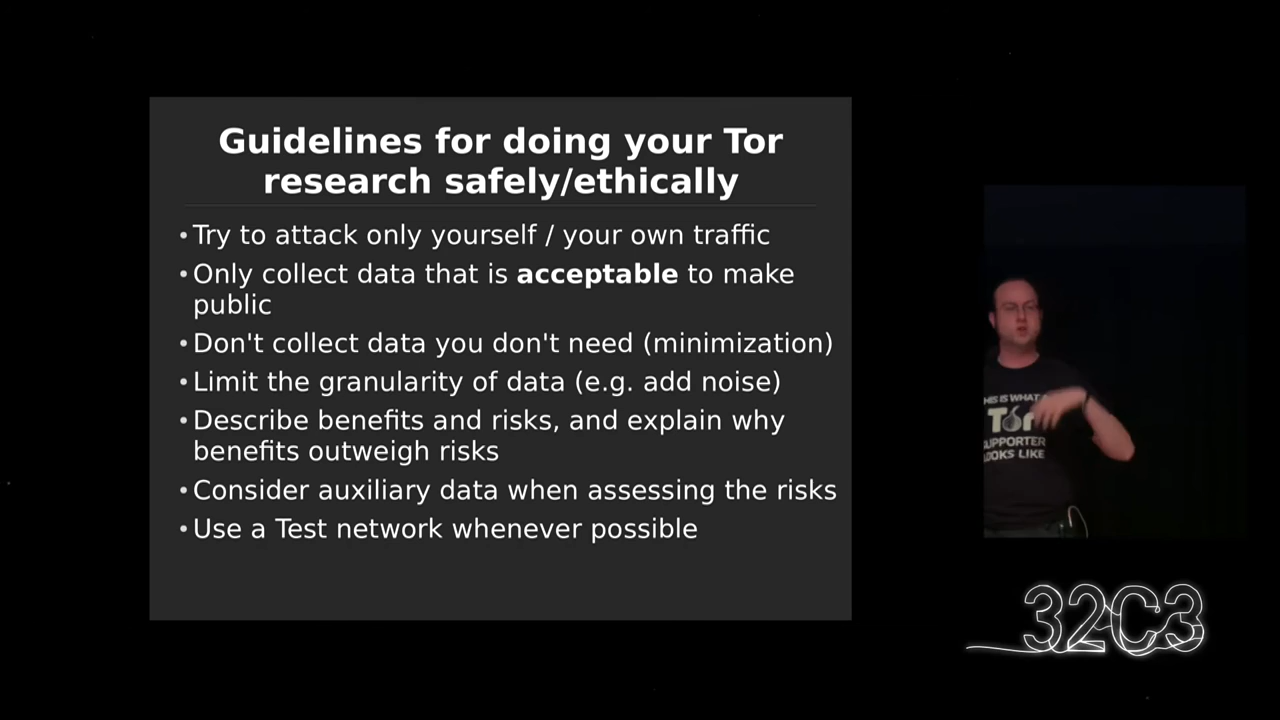 Guidelines for doing your Tor
research safely/ethically
•Try to attack only yourself / your own traffic
•Only collect data that is acceptable to make
public
•Don't collect data you don't need (minimization)
•Limit the granularity of data (e.g. add noise)
•Describe benefits and risks, and explain why
benefits outweigh risks
•Consider auxiliary data when assessing the risks
•Use a Test network whenever possible
IS WHAT
Tor
SUPPORTER
LOOKS LIKE
32C3